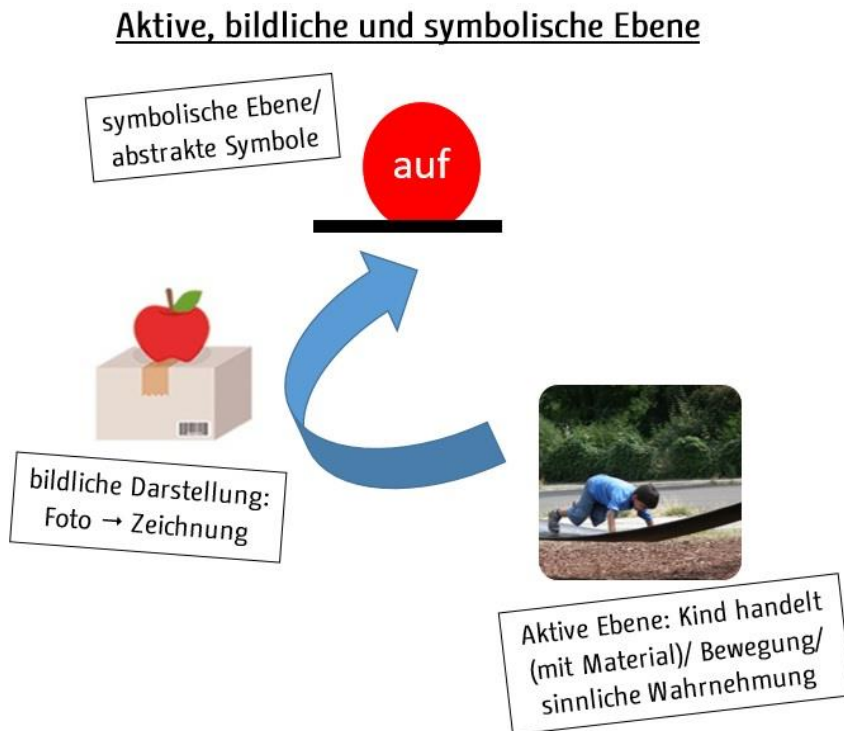 Aktive, bildliche und symbolische Ebene
symbolische Ebene/
abstrakte Symbole
auf
bildliche Darstellung:
Foto → Zeichnung
Aktive Ebene: Kind handelt
(mit Material)/ Bewegung/
sinnliche Wahrnehmung